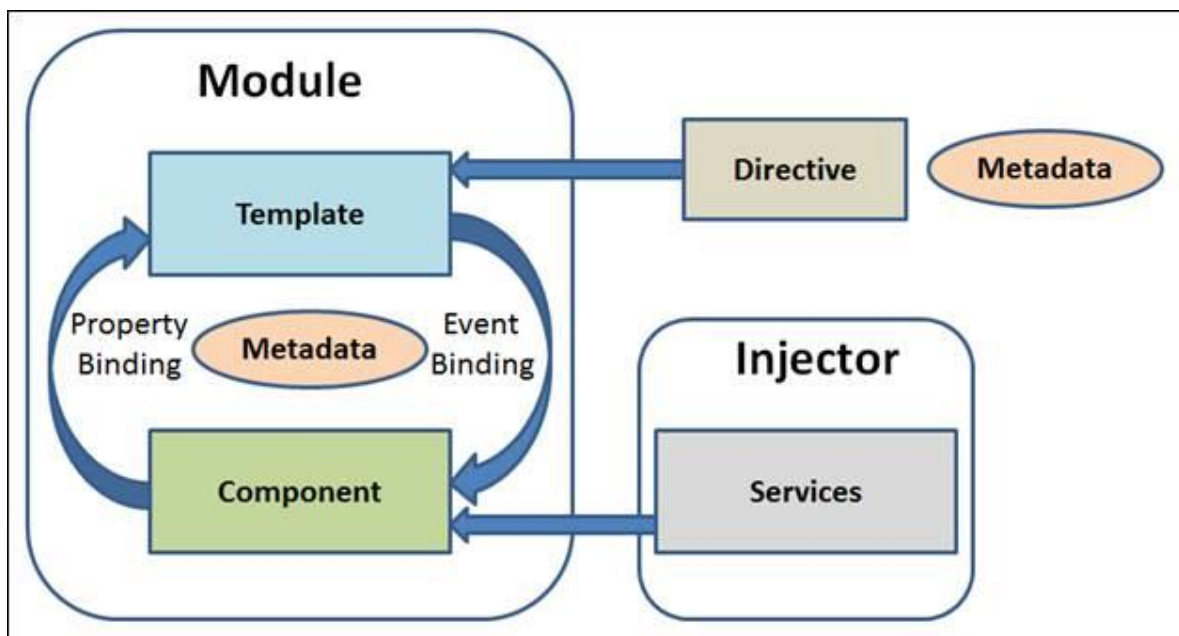 Module
Template
Directive
Metadata
Property
Binding
Metadata
Event
Binding
Injector
Component
Services